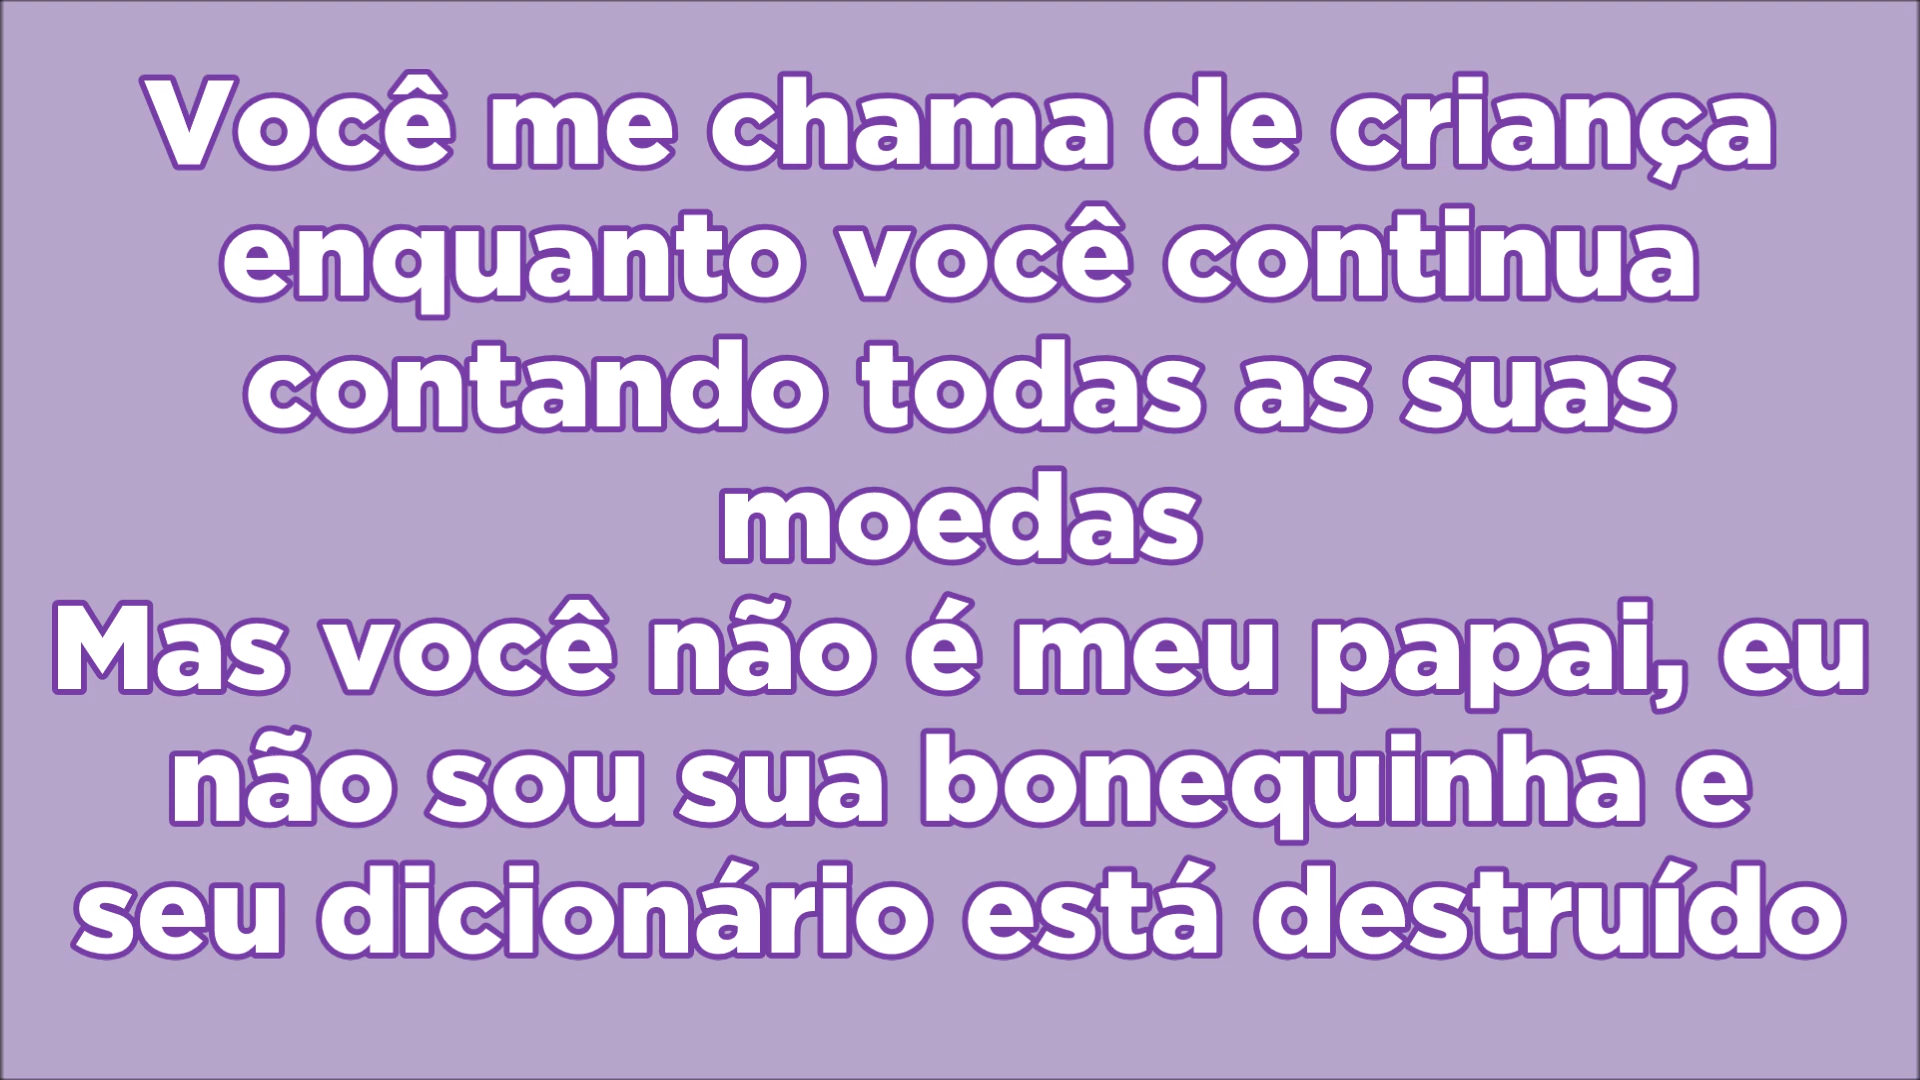 Você me chama de criança
enquanto você continua
contando todas as suas
moedas
Mas você não é meu papai, eu
não sou sua bonequinha e
seu dicionário está destruído